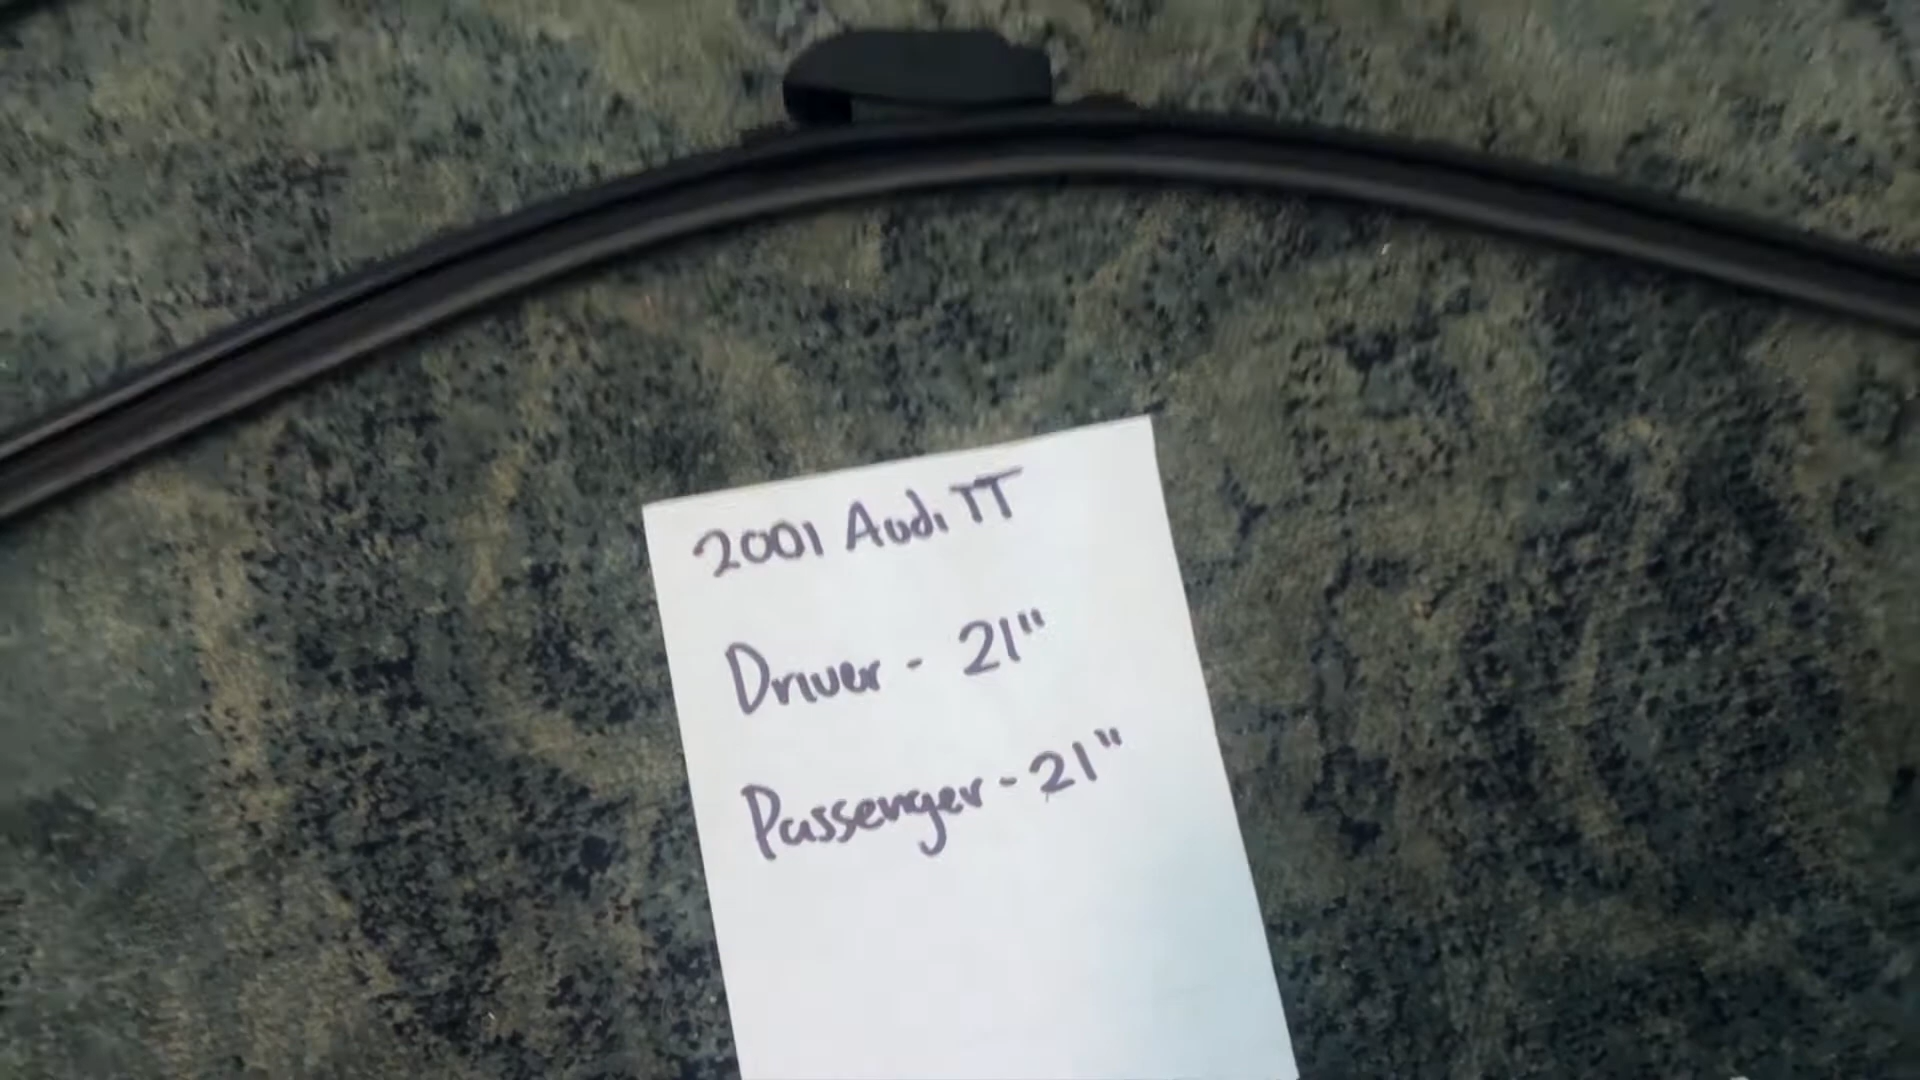 2001 Audi TT
Driver - 21"
Passenger - 21"